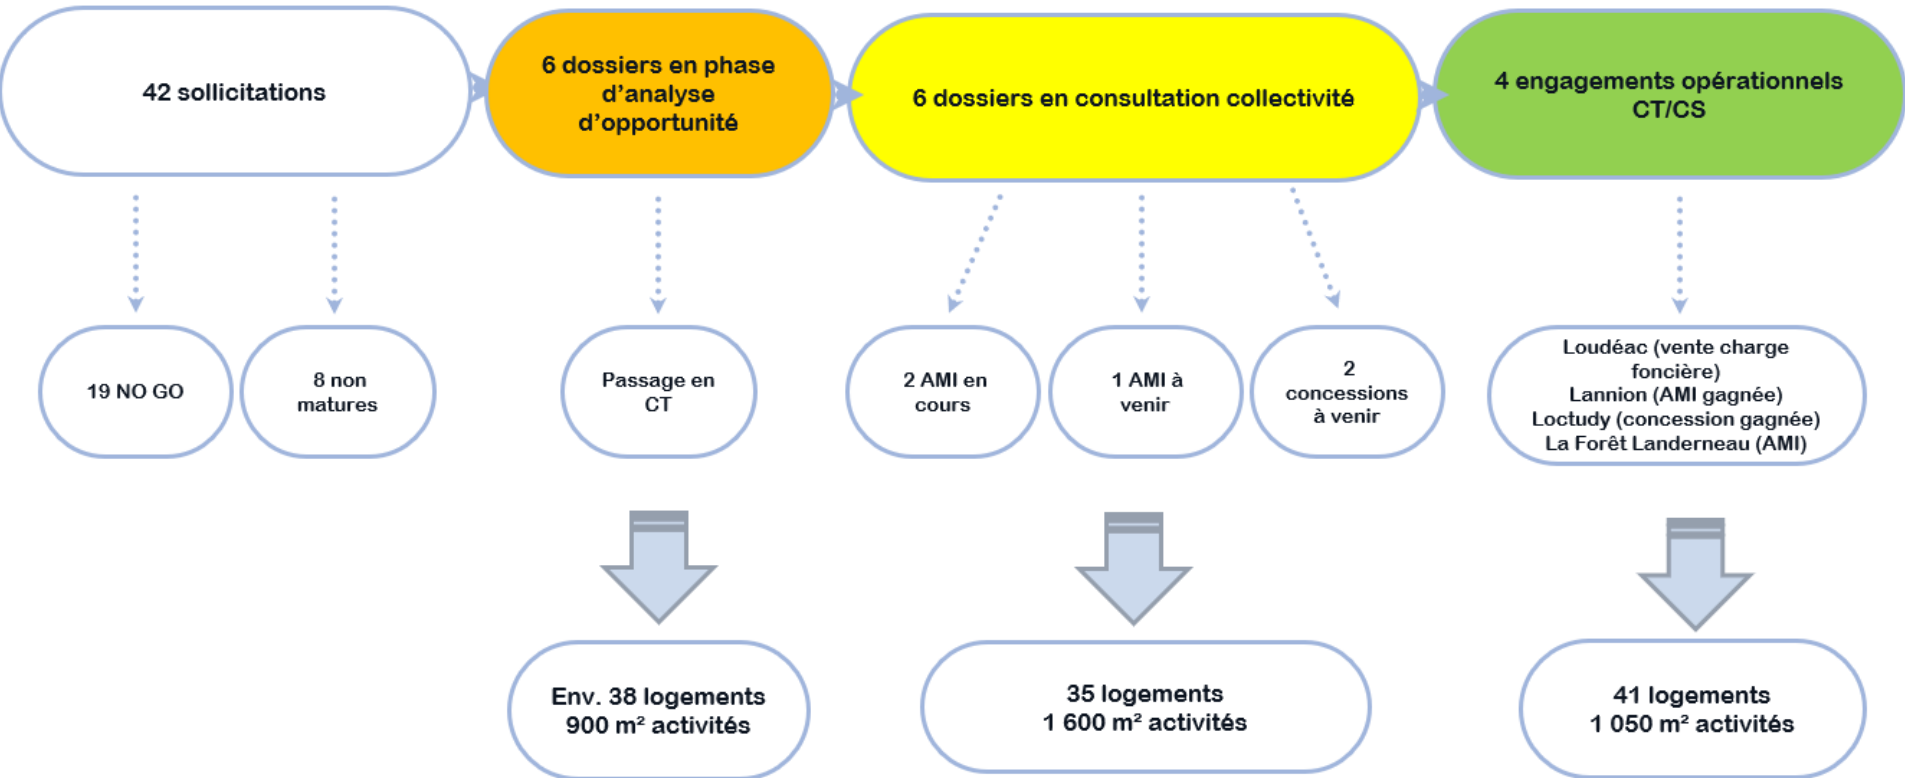 42 sollicitations
6 dossiers en phase
d’analyse
d’opportunité
6 dossiers en consultation collectivité
4 engagements opérationnels
CT/CS
19 NO GO
8 non
matures
Passage en
CT
2 AMI en
cours
1 AMI à
venir
2
concessions
à venir
Loudéac (vente charge
foncière)
Lannion (AMI gagnée)
Loctudy (concession gagnée)
La Forêt Landerneau (AMI)
Env. 38 logements
900 m² activités
35 logements
1 600 m² activités
41 logements
1 050 m² activités